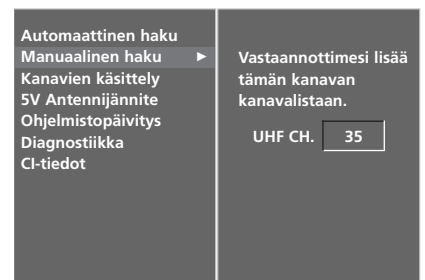 Automaattinen haku
Manuaalinen haku ►
Kanavien käsittely
5V Antennijännite
Ohjelmistopäivitys
Diagnostiikka
CI-tiedot
Vastaannottimesi lisää
tämän kanavan
kanavalistaan.
UHF CH. 35